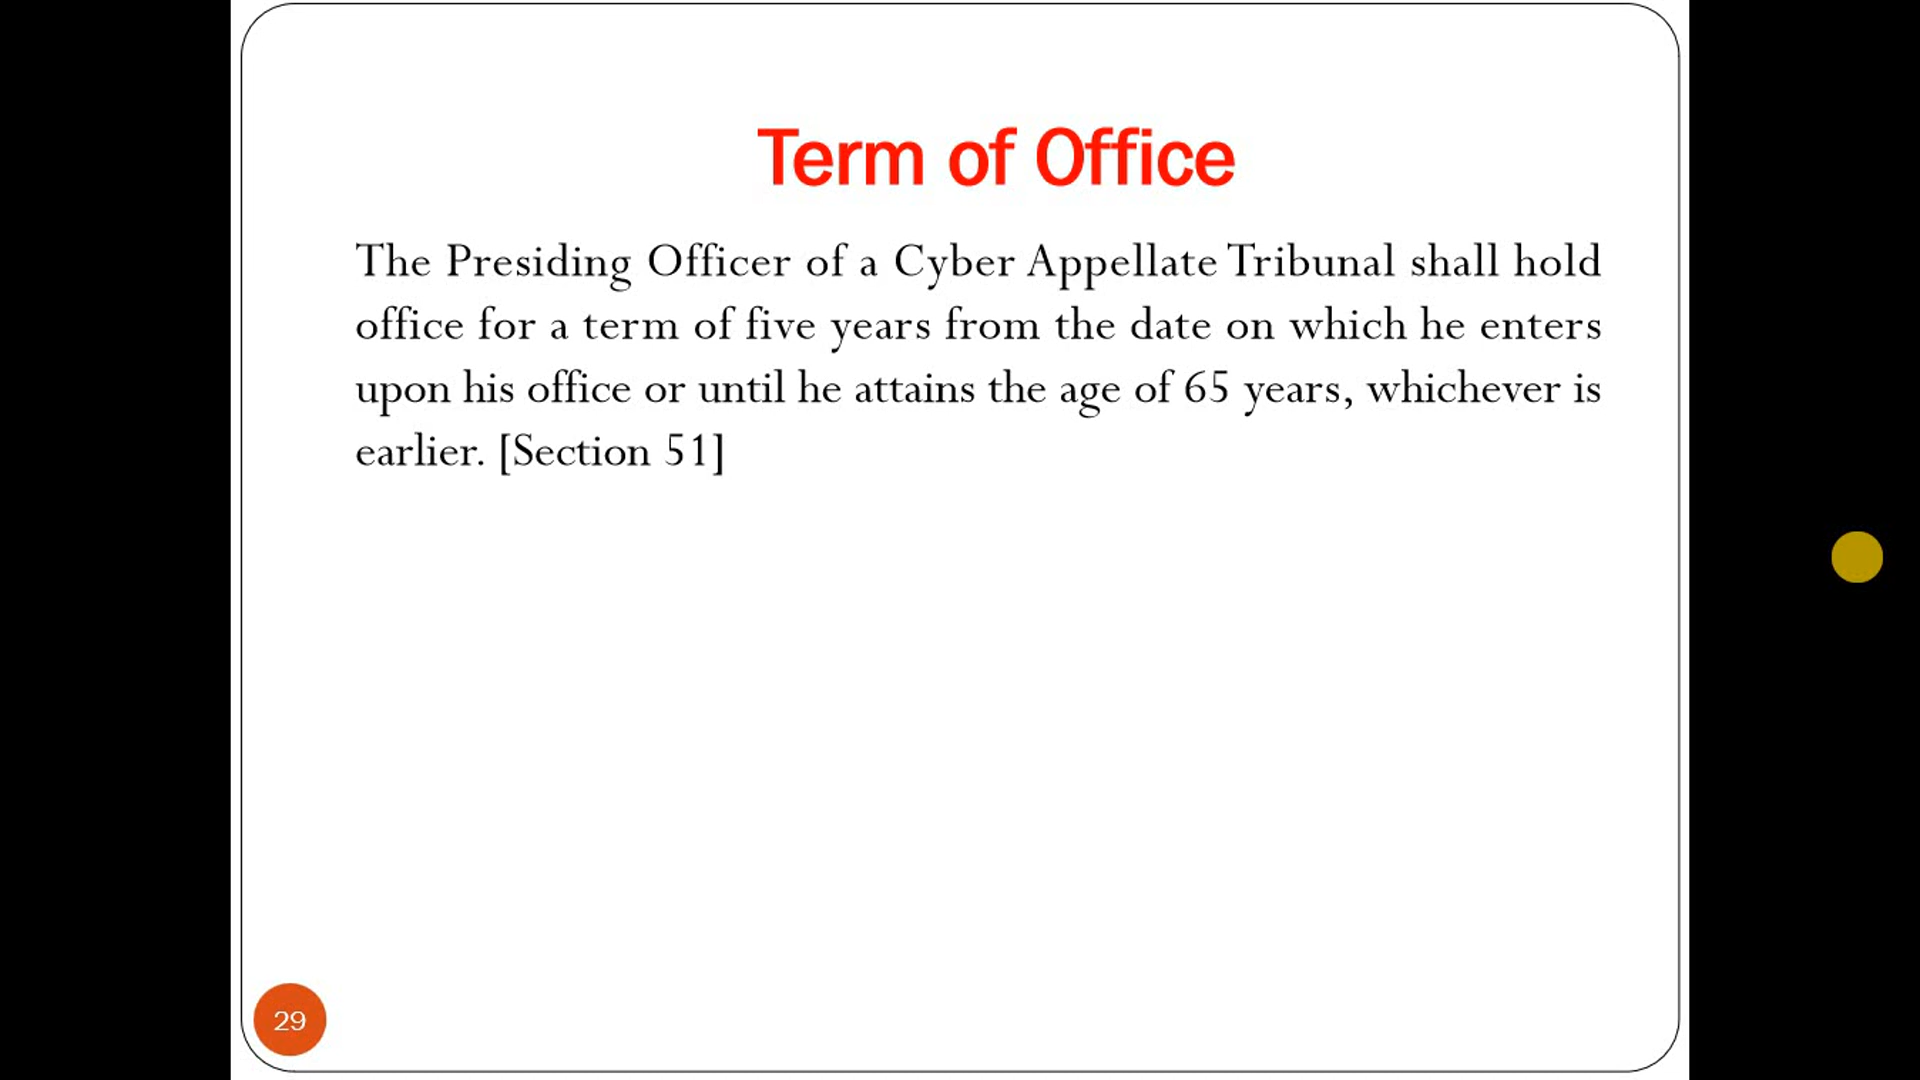 Term of Office
The Presiding Officer of a Cyber Appellate Tribunal shall hold
office for a term of five years from the date on which he enters
upon his office or until he attains the age of 65 years, whichever is
earlier. [Section 51]
29